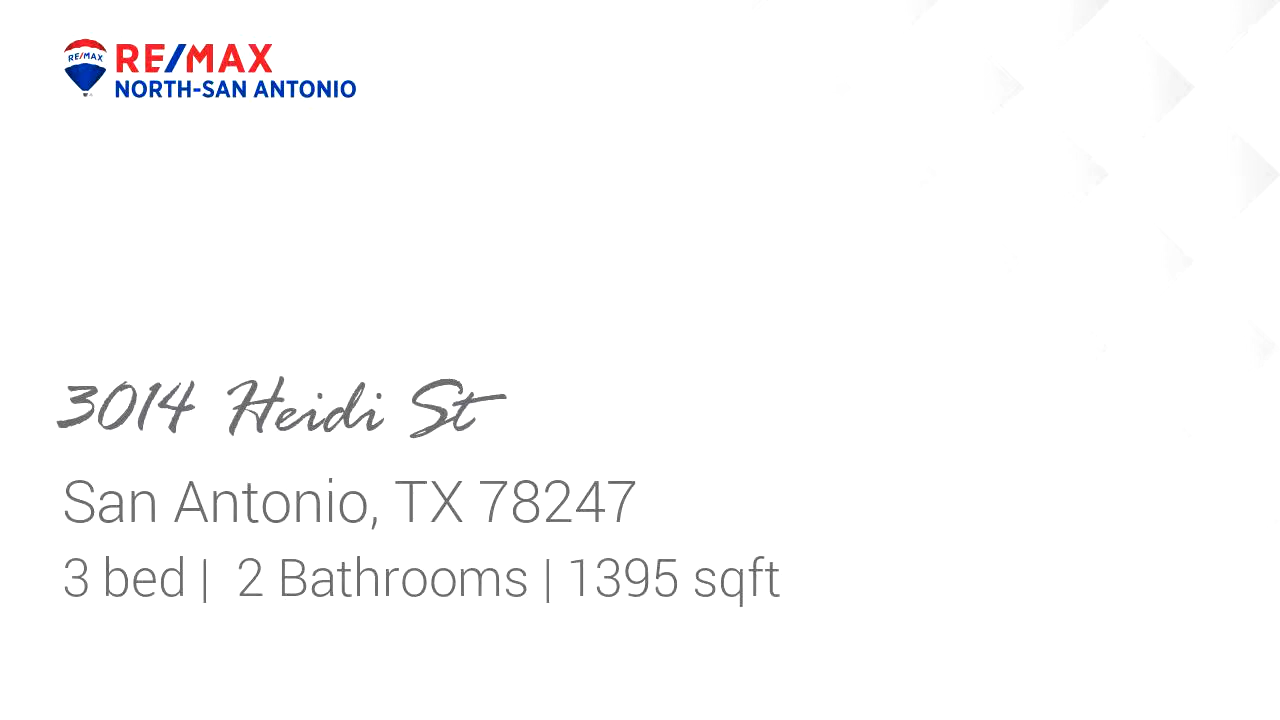 RE/MAX
RE/MAX
NORTH-SAN ANTONIO
3014 Heidi St
San Antonio, TX 78247
3 bed | 2 Bathrooms | 1395 sqft